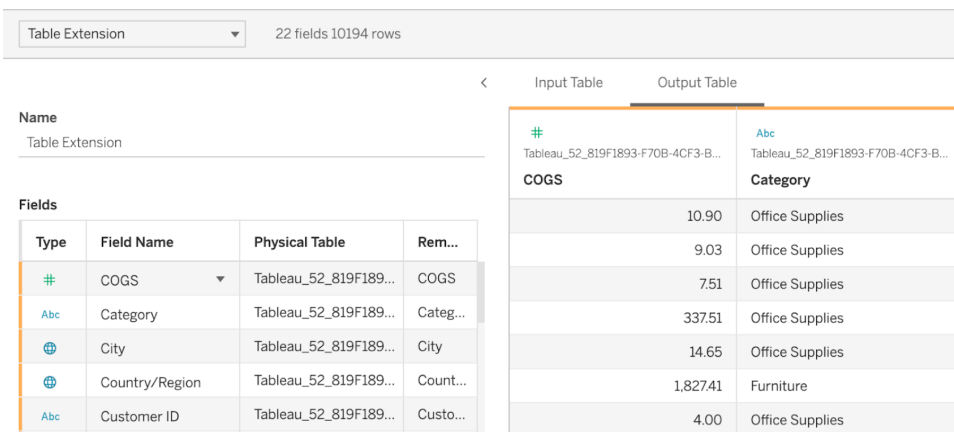 Table Extension
22 fields 10194 rows
Name
Table Extension
Fields
Type Field Name Physical Table Rem...
# COGS Tableau_52_819F189... COGS
Abc Category Tableau_52_819F189... Categ...
City Tableau_52_819F189... City
Country/Region Tableau_52_819F189... Count...
Abc Customer ID Tableau_52_819F189... Custo...
Input Table Output Table
# Abc
Tableau_52_819F1893-F70B-4CF3-B... Tableau_52_819F1893-F70B-4CF3-B...
COGS Category
10.90 Office Supplies
9.03 Office Supplies
7.51 Office Supplies
337.51 Office Supplies
14.65 Office Supplies
1,827.41 Furniture
4.00 Office Supplies